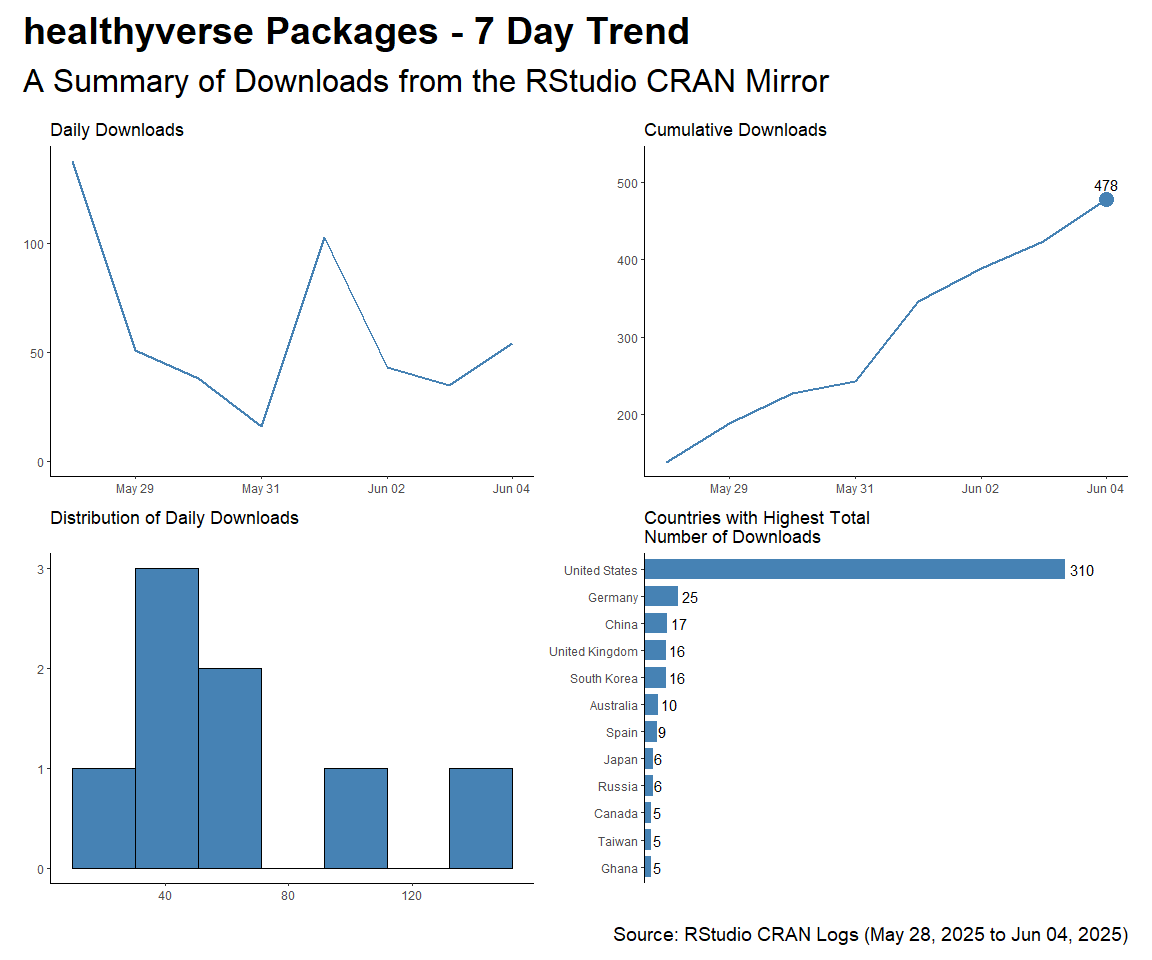 healthyverse Packages - 7 Day Trend
A Summary of Downloads from the RStudio CRAN Mirror
Daily Downloads
100
50
0
May 29
May 31
Jun 02
Jun 04
Cumulative Downloads
500
400
300
200
478
May 29
May 31
Jun 02
Jun 04
Distribution of Daily Downloads
3
2
1
0
40
80
120
Countries with Highest Total
Number of Downloads
United States 310
Germany 25
China 17
United Kingdom 16
South Korea 16
Australia 10
Spain 9
Japan 6
Russia 6
Canada 5
Taiwan 5
Ghana 5
Source: RStudio CRAN Logs (May 28, 2025 to Jun 04, 2025)